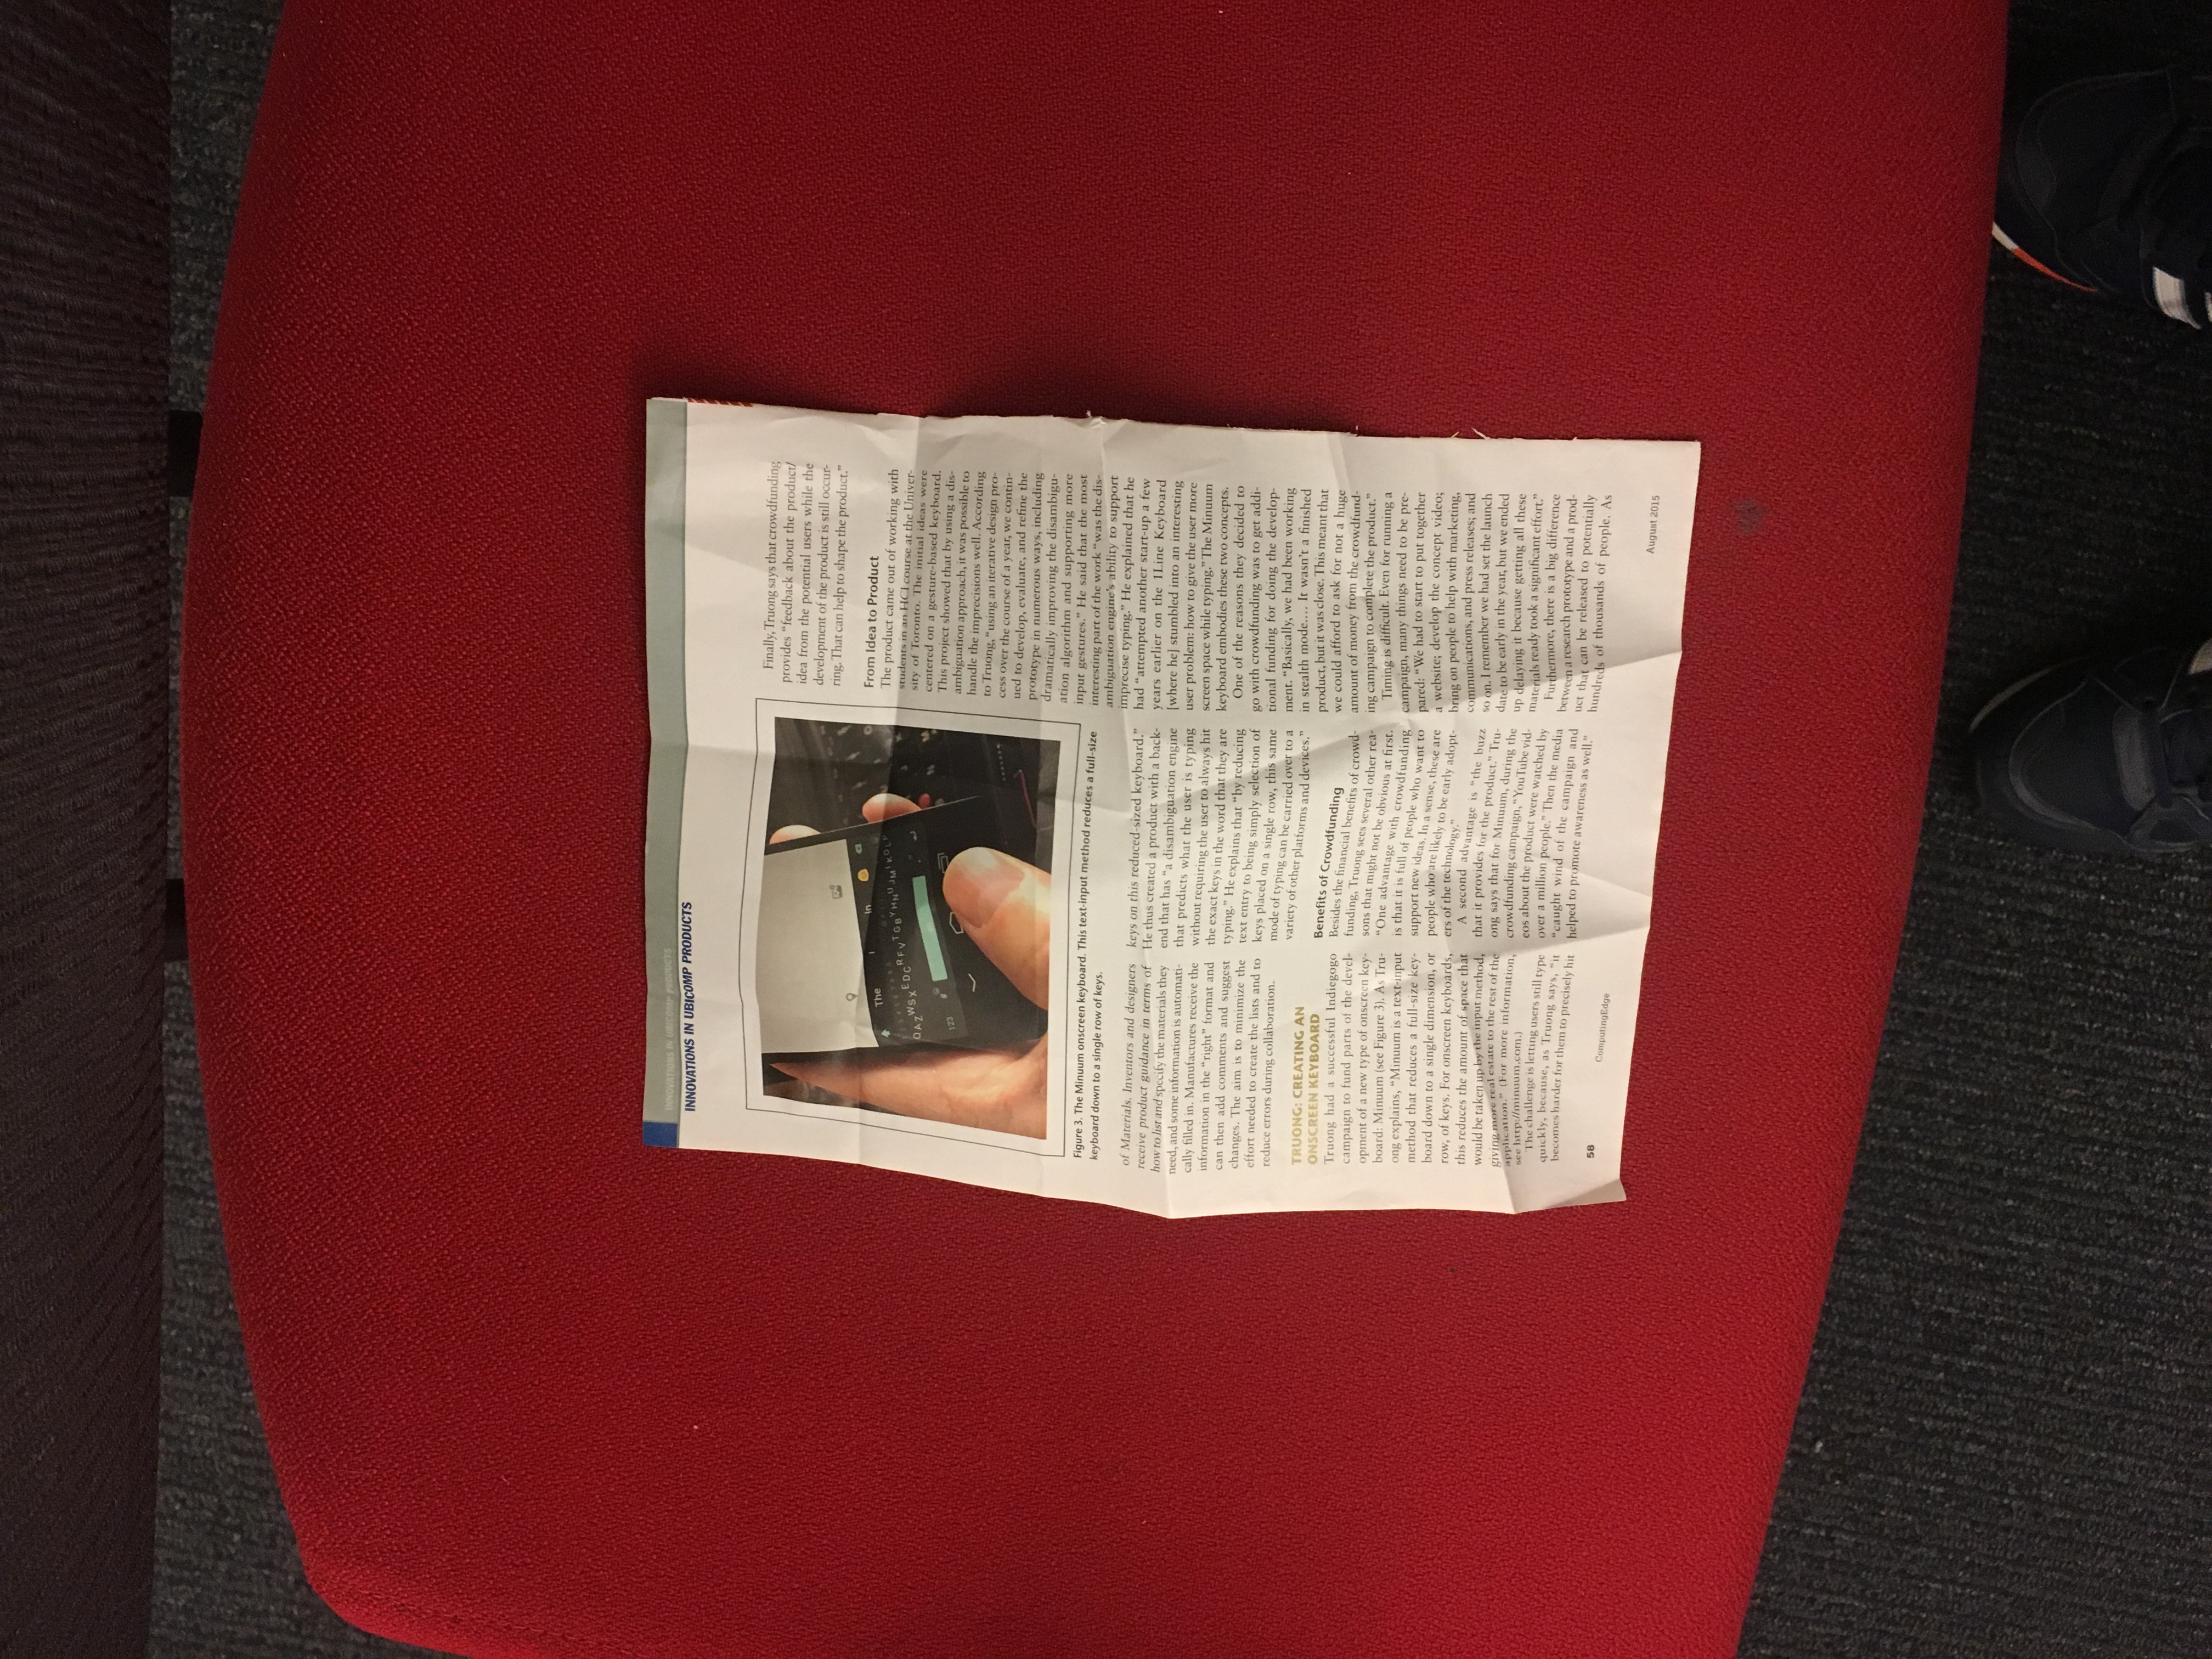 INNOVATIONS IN UBICOMP PRODUCTS
INNOVATIONS IN UBICOMP PRODUCTS
The I In
QAZWSXEDCRFVTGBYHNUJMIKOLP
123
Figure 3. The Minuum onscreen keyboard. This text-input method reduces a full-size
keyboard down to a single row of keys.
of Materials. Inventors and designers
receive product guidance in terms of
how to list and specify the materials they
need, and some information is automati-
cally filled in. Manufactures receive the
information in the “right” format and
can then add comments and suggest
changes. The aim is to minimize the
effort needed to create the lists and to
reduce errors during collaboration.
TRUONG: CREATING AN
ONSCREEN KEYBOARD
Truong had a successful Indiegogo
campaign to fund parts of the devel-
opment of a new type of onscreen key-
board: Minuum (see Figure 3). As Tru-
ong explains, “Minuum is a text-input
method that reduces a full-size key-
board down to a single dimension, or
row, of keys. For onscreen keyboards,
this reduces the amount of space that
would be taken up by the input method,
giving more real estate to the rest of the
application.” (For more information,
see http://minuum.com.)
The challenge is letting users still type
quickly, because, as Truong says, “it
becomes harder for them to precisely hit
keys on this reduced-sized keyboard.”
He thus created a product with a back-
end that has “a disambiguation engine
that predicts what the user is typing
without requiring the user to always hit
the exact keys in the word that they are
typing.” He explains that “by reducing
text entry to being simply selection of
keys placed on a single row, this same
mode of typing can be carried over to a
variety of other platforms and devices.”
Benefits of Crowdfunding
Besides the financial benefits of crowd-
funding, Truong sees several other rea-
sons that might not be obvious at first.
“One advantage with crowdfunding
is that it is full of people who want to
support new ideas. In a sense, these are
people who are likely to be early adopt-
ers of the technology.”
A second advantage is “the buzz
that it provides for the product.” Tru-
ong says that for Minuum, during the
crowdfunding campaign, “YouTube vid-
eos about the product were watched by
over a million people.” Then the media
“caught wind of the campaign and
helped to promote awareness as well.”
Finally, Truong says that crowdfunding
provides “feedback about the product/
idea from the potential users while the
development of the product is still occur-
ring. That can help to shape the product.”
From Idea to Product
The product came out of working with
students in an HCI course at the Univer-
sity of Toronto. The initial ideas were
centered on a gesture-based keyboard.
This project showed that by using a dis-
ambiguation approach, it was possible to
handle the imprecisions well. According
to Truong, “using an iterative design pro-
cess over the course of a year, we contin-
ued to develop, evaluate, and refine the
prototype in numerous ways, including
dramatically improving the disambigu-
ation algorithm and supporting more
input gestures.” He said that the most
interesting part of the work “was the dis-
ambiguation engine’s ability to support
imprecise typing.” He explained that he
had “attempted another start-up a few
years earlier on the 1Line Keyboard
[where he] stumbled into an interesting
user problem: how to give the user more
screen space while typing.” The Minuum
keyboard embodies these two concepts.
One of the reasons they decided to
go with crowdfunding was to get addi-
tional funding for doing the develop-
ment. “Basically, we had been working
in stealth mode.… It wasn’t a finished
product, but it was close. This meant that
we could afford to ask for not a huge
amount of money from the crowdfund-
ing campaign to complete the product.”
Timing is difficult. Even for running a
campaign, many things need to be pre-
pared: “We had to start to put together
a website; develop the concept video;
bring on people to help with marketing,
communications, and press releases; and
so on. I remember we had set the launch
date to be early in the year, but we ended
up delaying it because getting all these
materials ready took a significant effort.”
Furthermore, there is a big difference
between a research prototype and a prod-
uct that can be released to potentially
hundreds of thousands of people. As
58
ComputingEdge
August 2015